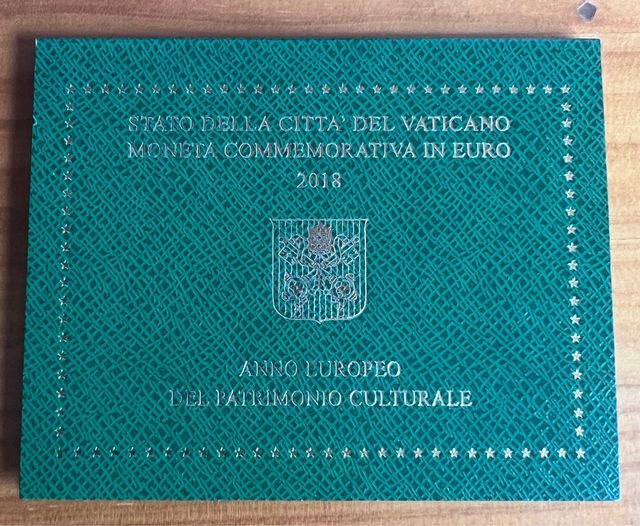 STATO DELLA CITTA' DEL VATICANO
MONETA COMMEMORATIVA IN EURO
2018
ANNO EUROPEO
DEL PATRIMONIO CULTURALE